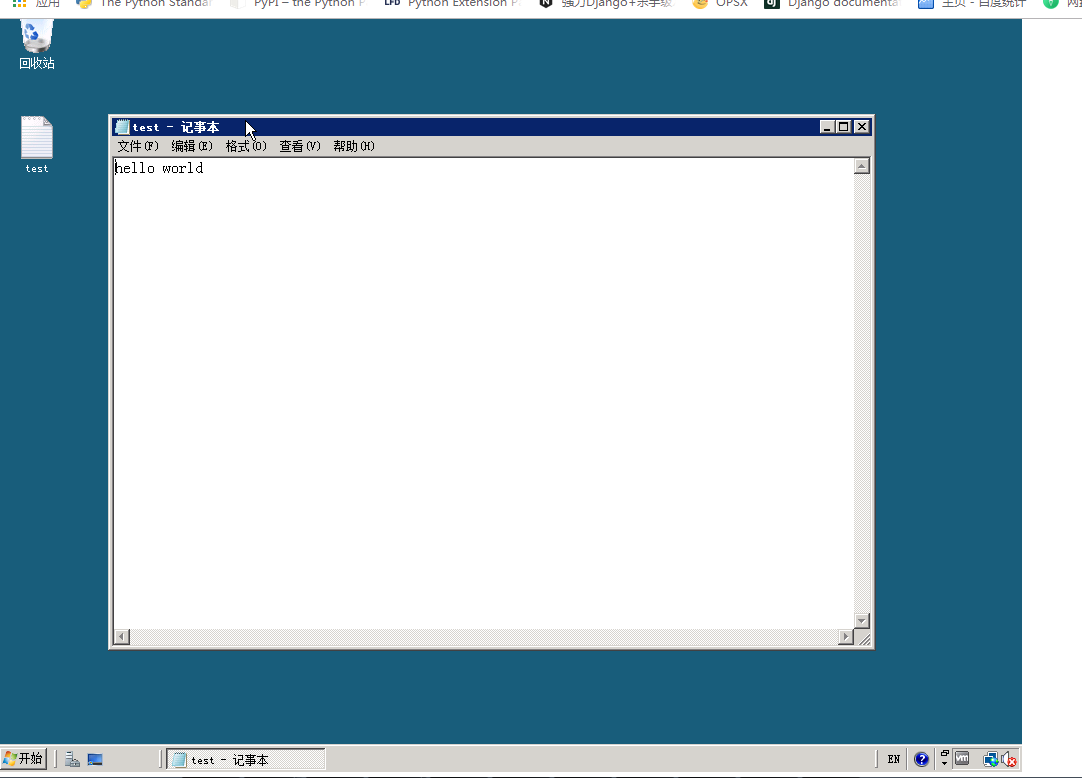 应用 The Python Standar PyPI – the Python P LFD Python Extension P 强力Django+杀手级 OPSX dj Django documenta 主页 - 百度统计
回收站
test - 记事本
文件(F) 编辑(E) 格式(O) 查看(V) 帮助(H)
test
hello world
开始 test - 记事本 EN